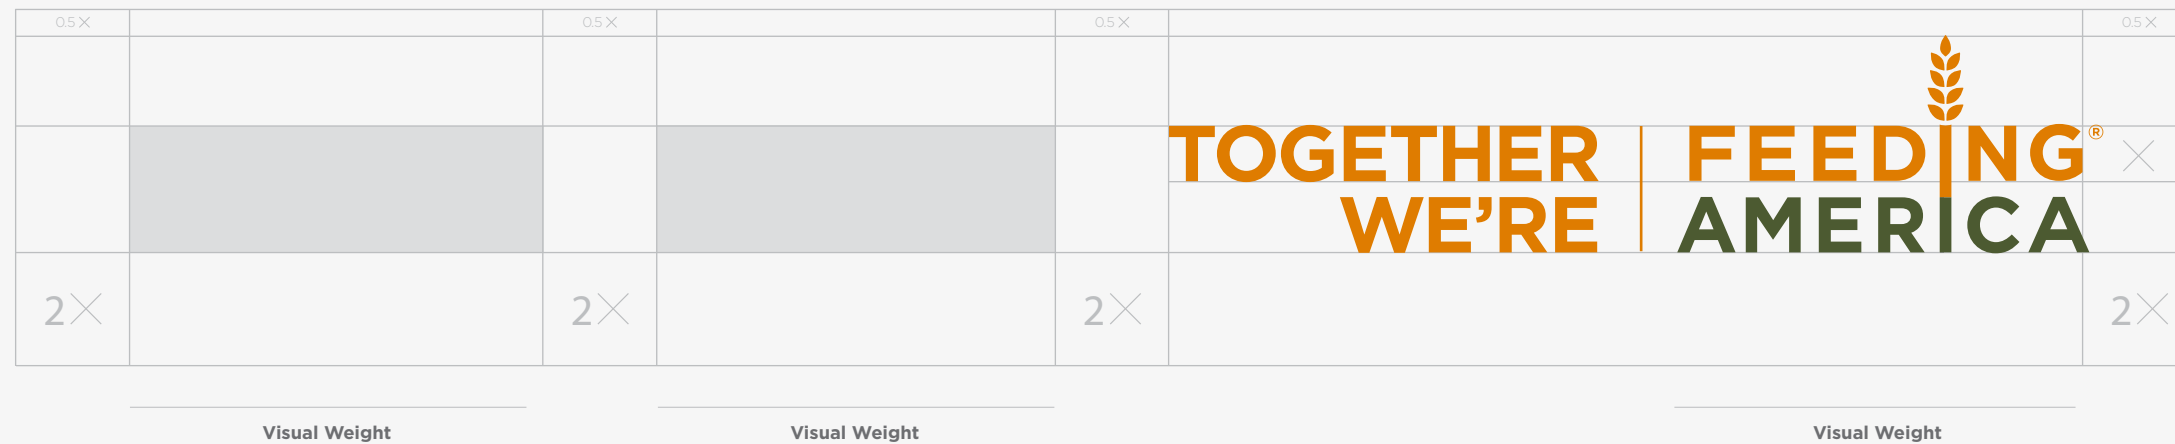 0.5X 0.5X 0.5X 0.5X
TOGETHER | FEEDING® X
WE'RE | AMERICA
2X 2X 2X 2X
Visual Weight Visual Weight Visual Weight